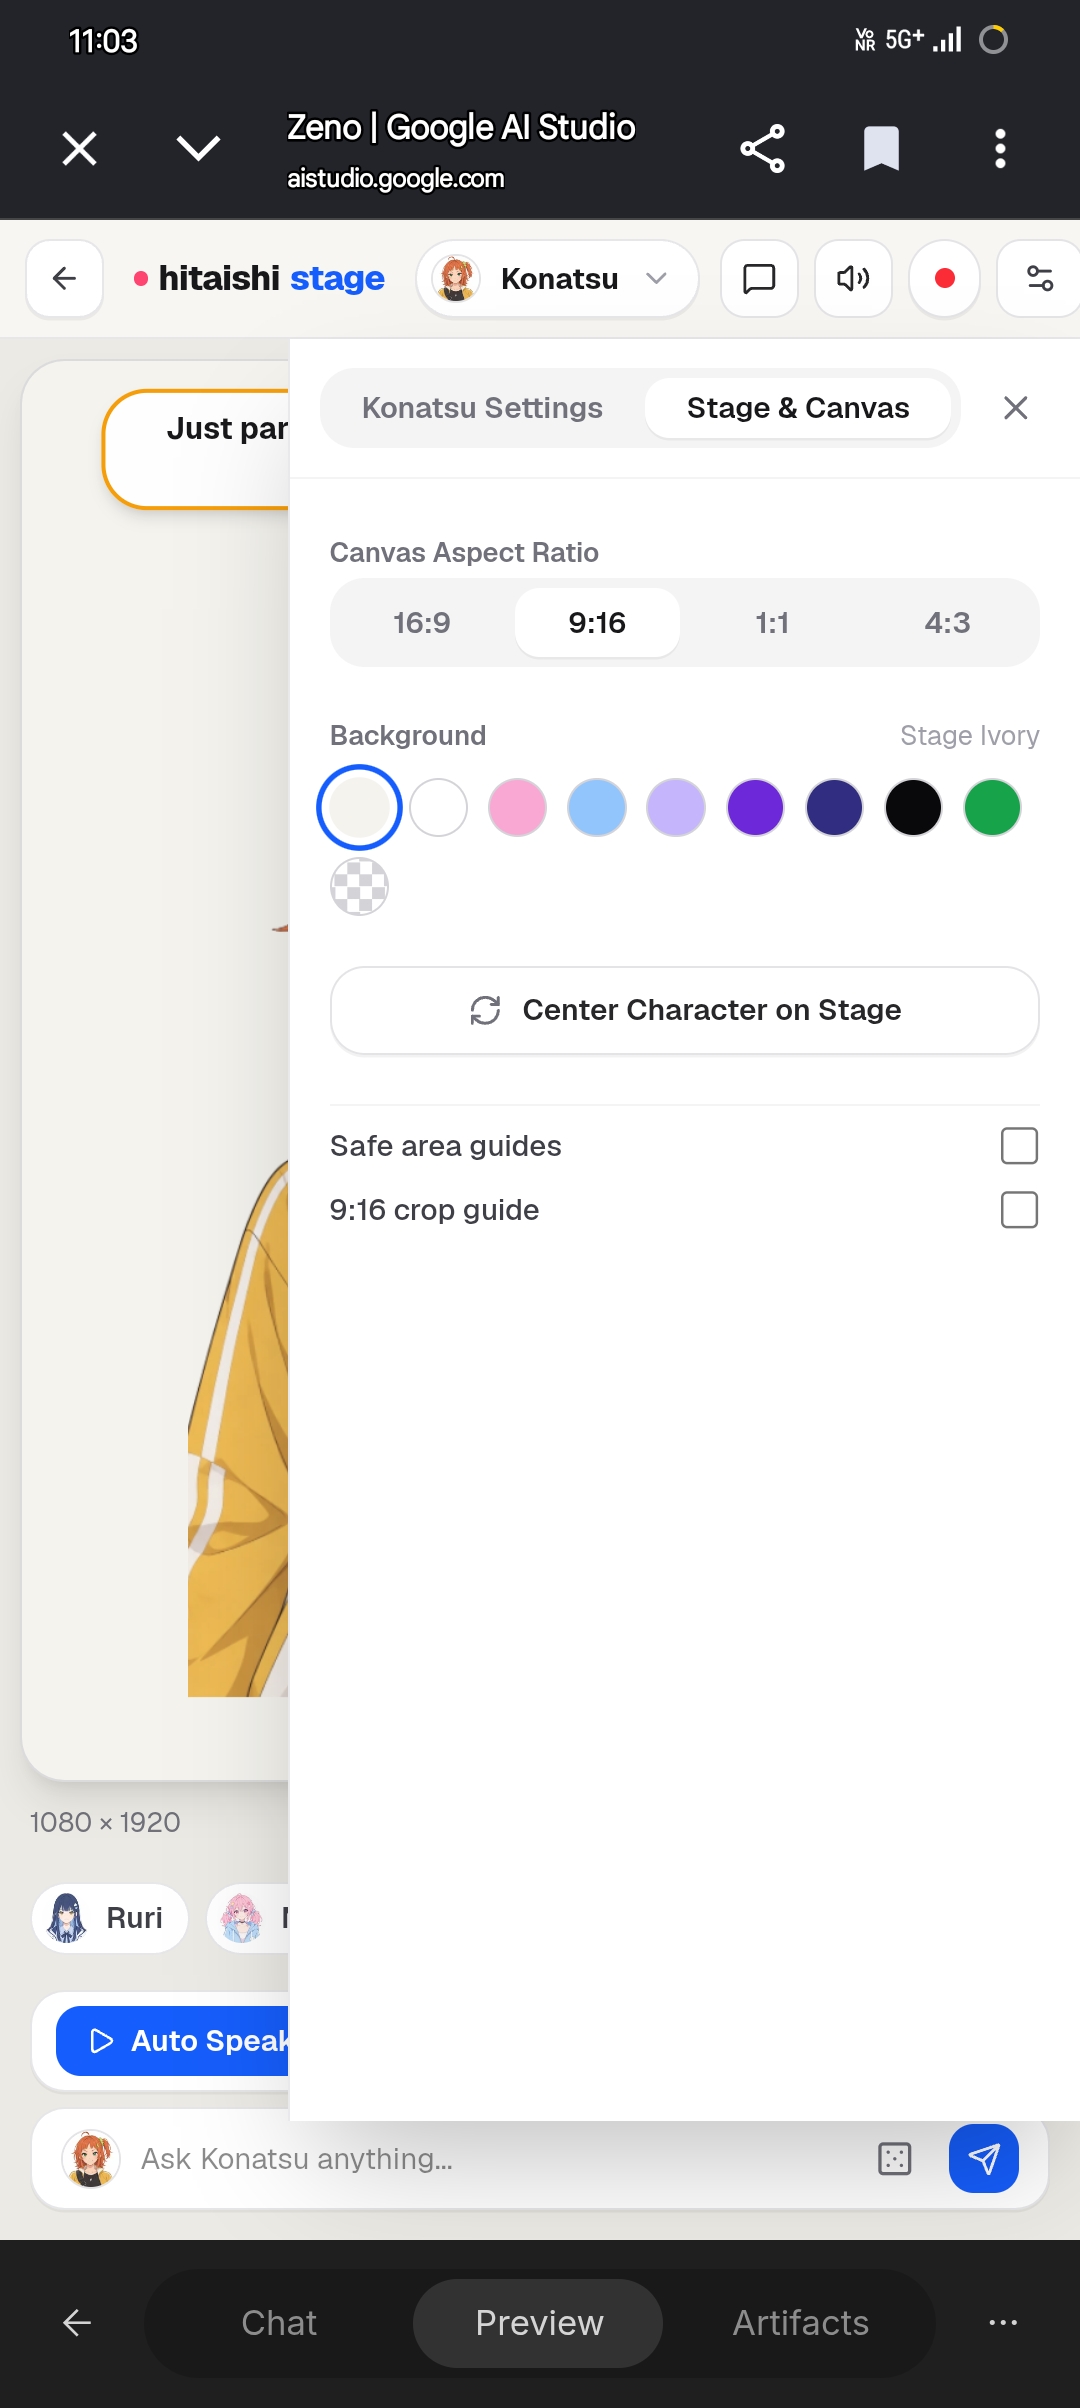 11:03
Vo
NR 5G+
Zeno | Google AI Studio
aistudio.google.com
hitaishi stage
Konatsu
Konatsu Settings
Stage & Canvas
Just par
Canvas Aspect Ratio
16:9
9:16
1:1
4:3
Background
Stage Ivory
Center Character on Stage
Safe area guides
9:16 crop guide
1080 × 1920
Ruri
Auto Speak
Ask Konatsu anything...
Chat
Preview
Artifacts